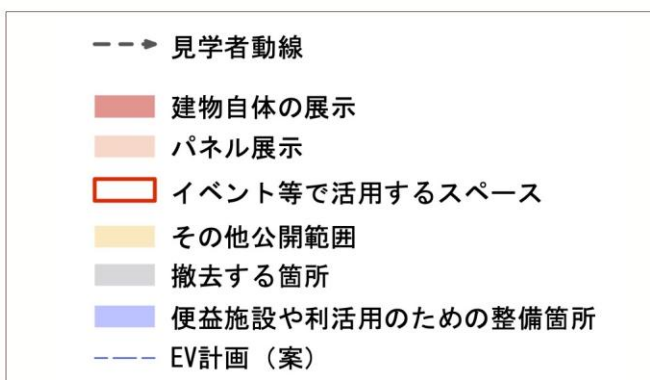 見学者動線
建物自体の展示
パネル展示
イベント等で活用するスペース
その他公開範囲
撤去する箇所
便益施設や利活用のための整備箇所
EV計画（案）